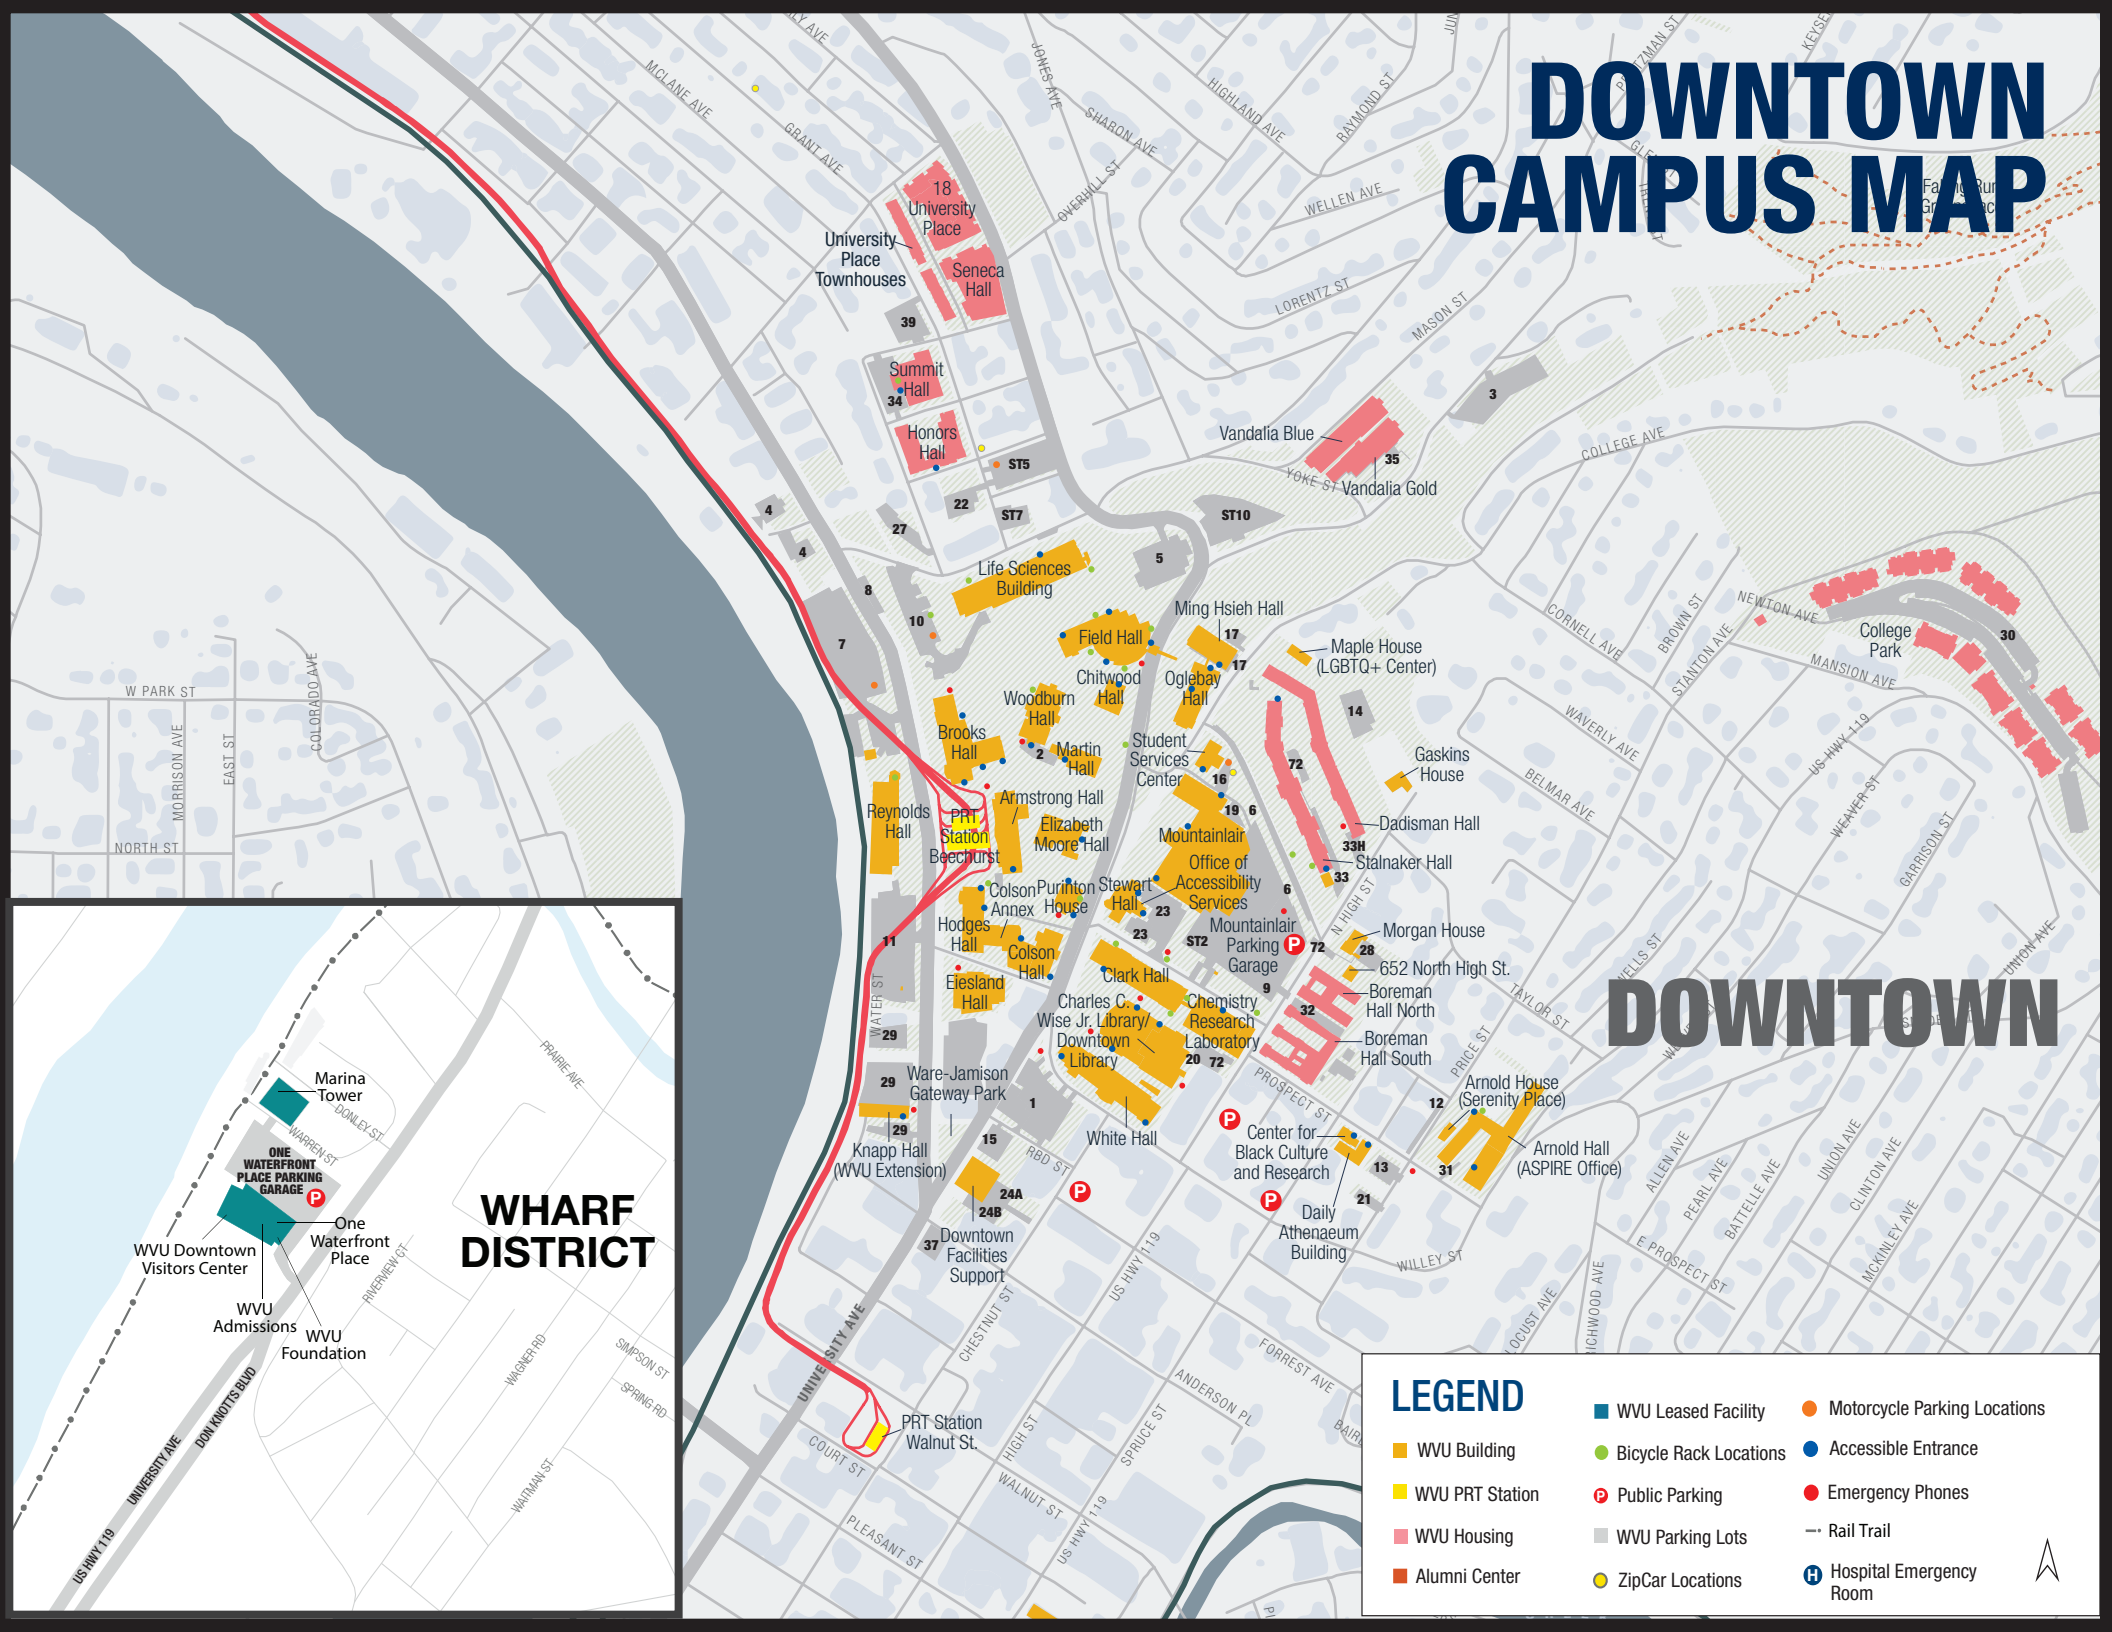 DOWNTOWN
CAMPUS MAP
MCLANE AVE
GRANT AVE
JONES AVE
SHARON AVE
OVERHILL ST
HIGHLAND AVE
RAYMOND ST
WELLEN AVE
LORENTZ ST
MASON ST
COLLEGE AVE
YOKE ST
18
University
Place
University
Place
Townhouses
Seneca
Hall
39
Summit
Hall
34
Honors
Hall
ST5
22
ST7
27
4
4
Vandalia Blue
35
Vandalia Gold
3
ST10
5
Life Sciences
Building
8
10
7
Field Hall
Ming Hsieh Hall
17
17
Maple House
(LGBTQ+ Center)
Chitwood
Hall
Oglebay
Hall
Woodburn
Hall
Brooks
Hall
2
Martin
Hall
Student
Services
Center
16
14
72
Gaskins
House
Reynolds
Hall
PRT
Station
Beechurst
Armstrong Hall
Elizabeth
Moore Hall
19
6
Mountainlair
Dadisman Hall
33H
Stalnaker Hall
33
Office of
Accessibility
Services
6
Colson
Annex
Purinton
House
Stewart
Hall
23
23
ST2
Mountainlair
Parking
Garage
P
72
N HIGH ST
Morgan House
28
652 North High St.
Boreman
Hall North
Boreman
Hall South
32
9
Hodges
Hall
Colson
Hall
11
Eiesland
Hall
WATER ST
Clark Hall
Charles C.
Wise Jr. Library/
Downtown
Library
Chemistry
Research
Laboratory
20
72
29
29
29
Ware-Jamison
Gateway Park
1
15
White Hall
Knapp Hall
(WVU Extension)
24A
24B
37
Downtown
Facilities
Support
RBD ST
PROSPECT ST
P
P
P
Center for
Black Culture
and Research
13
21
Daily
Athenaeum
Building
12
31
Arnold House
(Serenity Place)
Arnold Hall
(ASPIRE Office)
PRICE ST
TAYLOR ST
WELLS ST
WILLEY ST
US HWY 119
CHESTNUT ST
UNIVERSITY AVE
PRT Station
Walnut St.
COURT ST
HIGH ST
SPRUCE ST
WALNUT ST
PLEASANT ST
US HWY 119
ANDERSON PL
FORREST AVE
LOCUST AVE
E PROSPECT ST
ALLEN AVE
PEARL AVE
BATTELLE AVE
UNION AVE
CLINTON AVE
MCKINLEY AVE
UNION AVE
GARRISON ST
WEAVER ST
US HWY 119
MANSION AVE
NEWTON AVE
College
Park
30
STANTON AVE
BROWN ST
CORNELL AVE
WAVERLY AVE
BELMAR AVE
DOWNTOWN
W PARK ST
MORRISON AVE
EAST ST
COLORADO AVE
NORTH ST
Marina
Tower
DONLEY ST
WARREN ST
ONE
WATERFRONT
PLACE PARKING
GARAGE
P
One
Waterfront
Place
WVU Downtown
Visitors Center
WVU
Admissions
WVU
Foundation
RIVERVIEW CT
PRAIRIE AVE
WHARF
DISTRICT
WAGNER RD
SIMPSON ST
SPRING RD
WAITMAN ST
DON KNOTTS BLVD
UNIVERSITY AVE
US HWY 119
LEGEND
WVU Building
WVU PRT Station
WVU Housing
Alumni Center
WVU Leased Facility
Bicycle Rack Locations
P Public Parking
WVU Parking Lots
ZipCar Locations
Motorcycle Parking Locations
Accessible Entrance
Emergency Phones
Rail Trail
H Hospital Emergency
Room